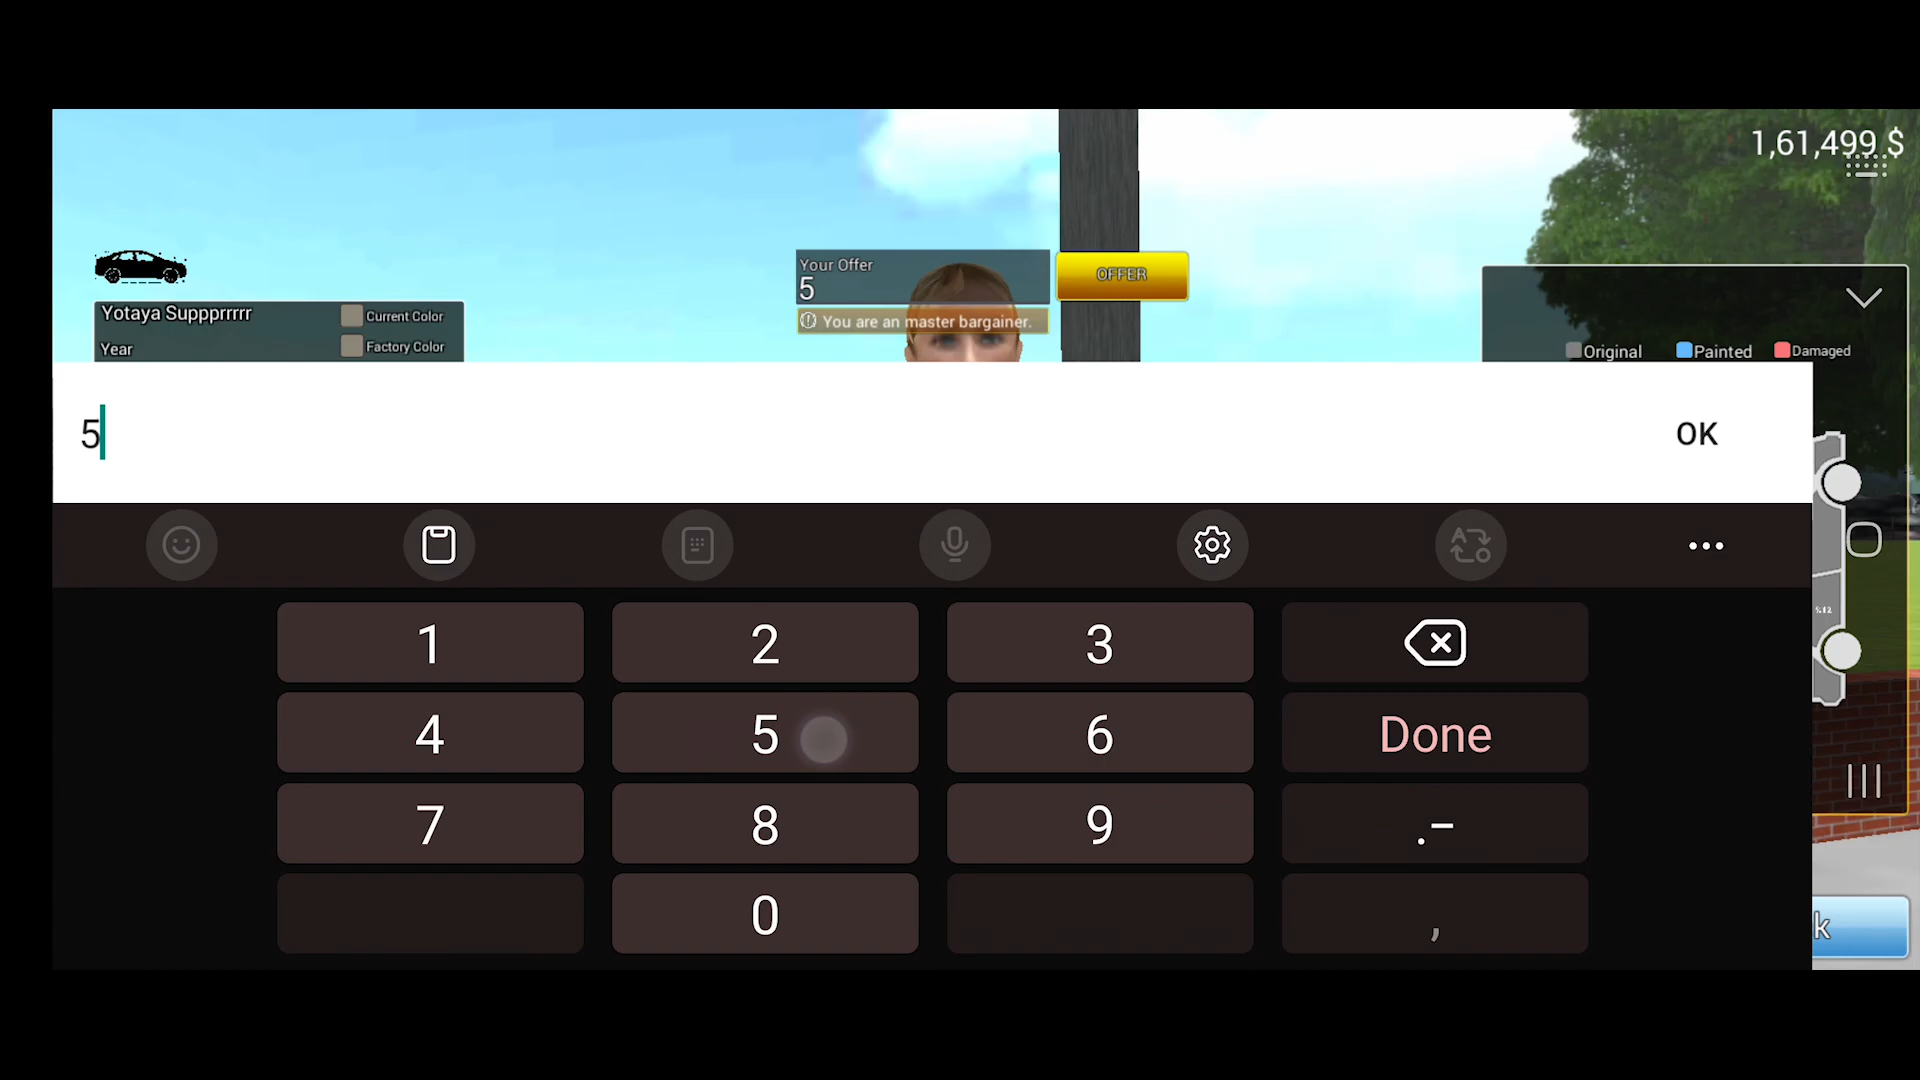 1,61,499 $
Your Offer
5
OFFER
You are an master bargainer.
Yotaya Suppprrrrr
Current Color
Year
Factory Color
Original
Painted
Damaged
5
OK
1
2
3
4
5
6
Done
7
8
9
.-
0
,
k